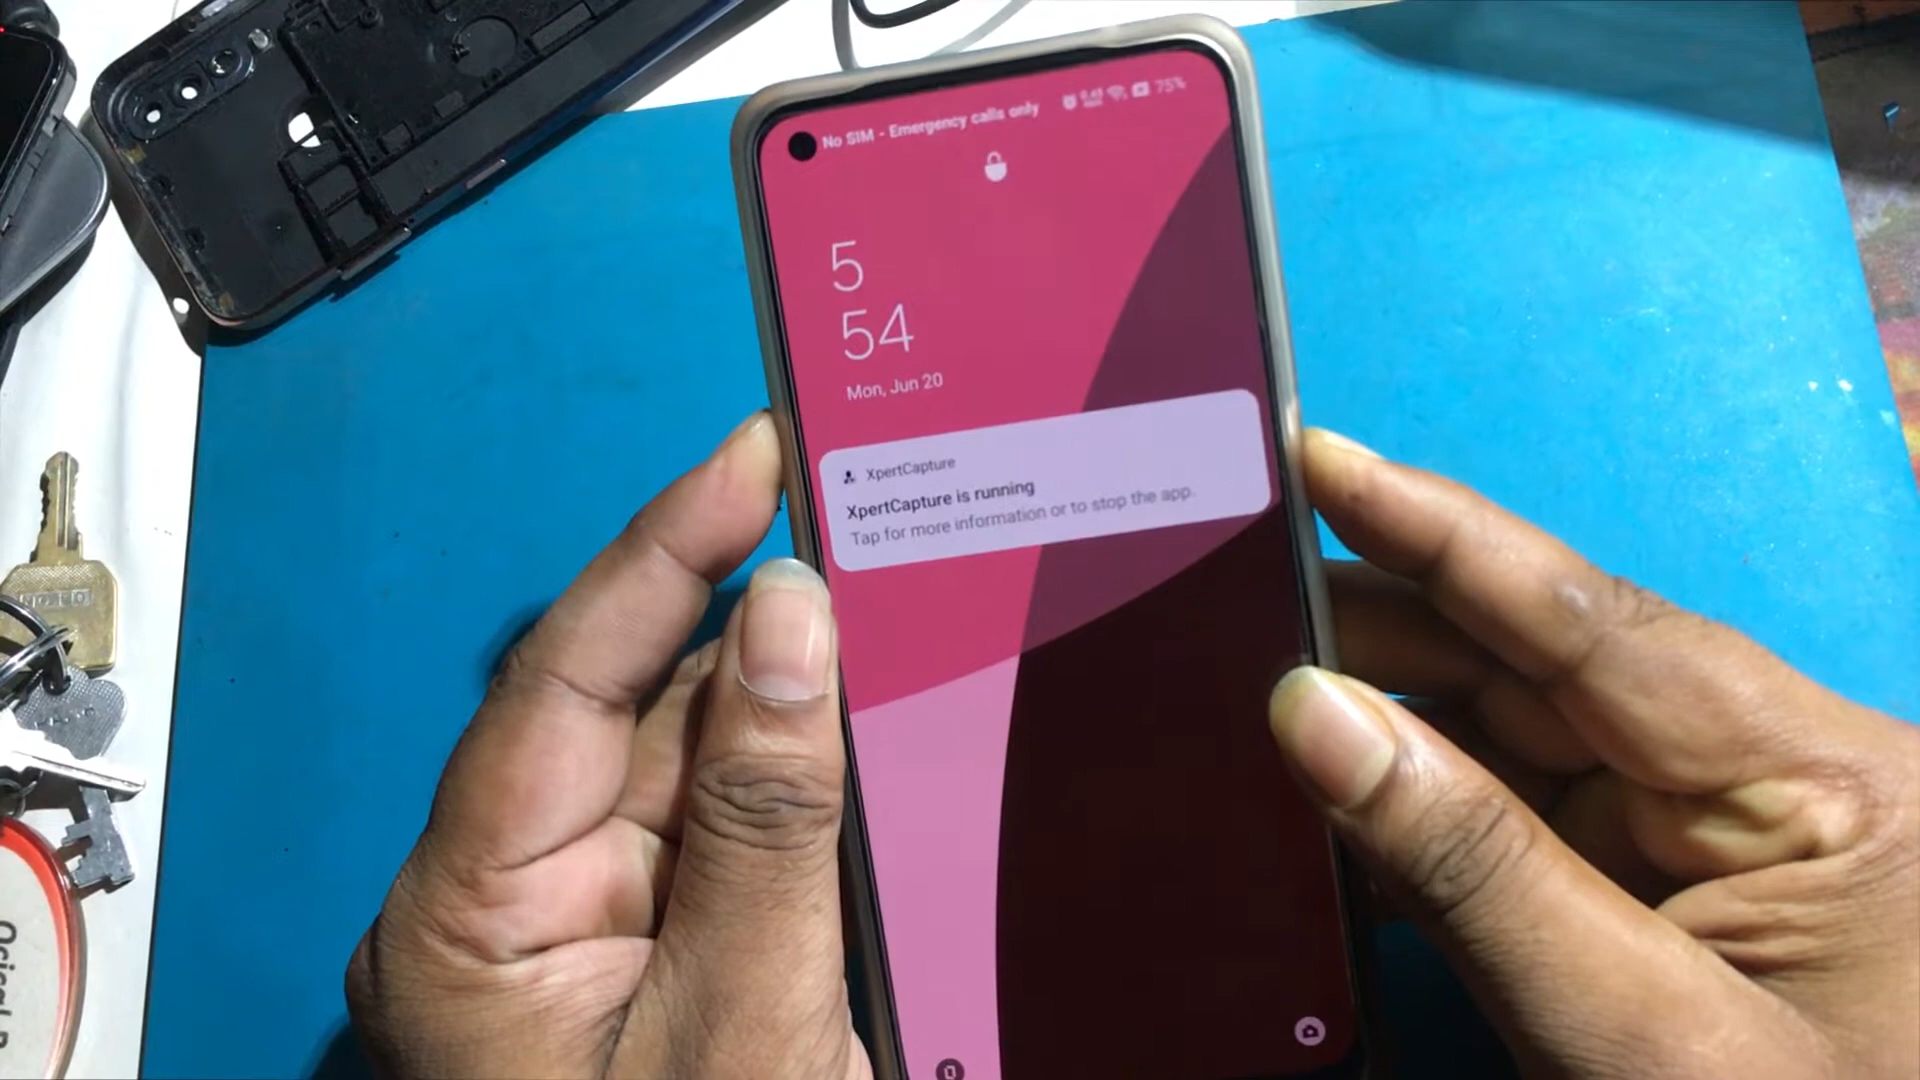 No SIM - Emergency calls only
75%
5
54
Mon, Jun 20
XpertCapture
XpertCapture is running
Tap for more information or to stop the app.